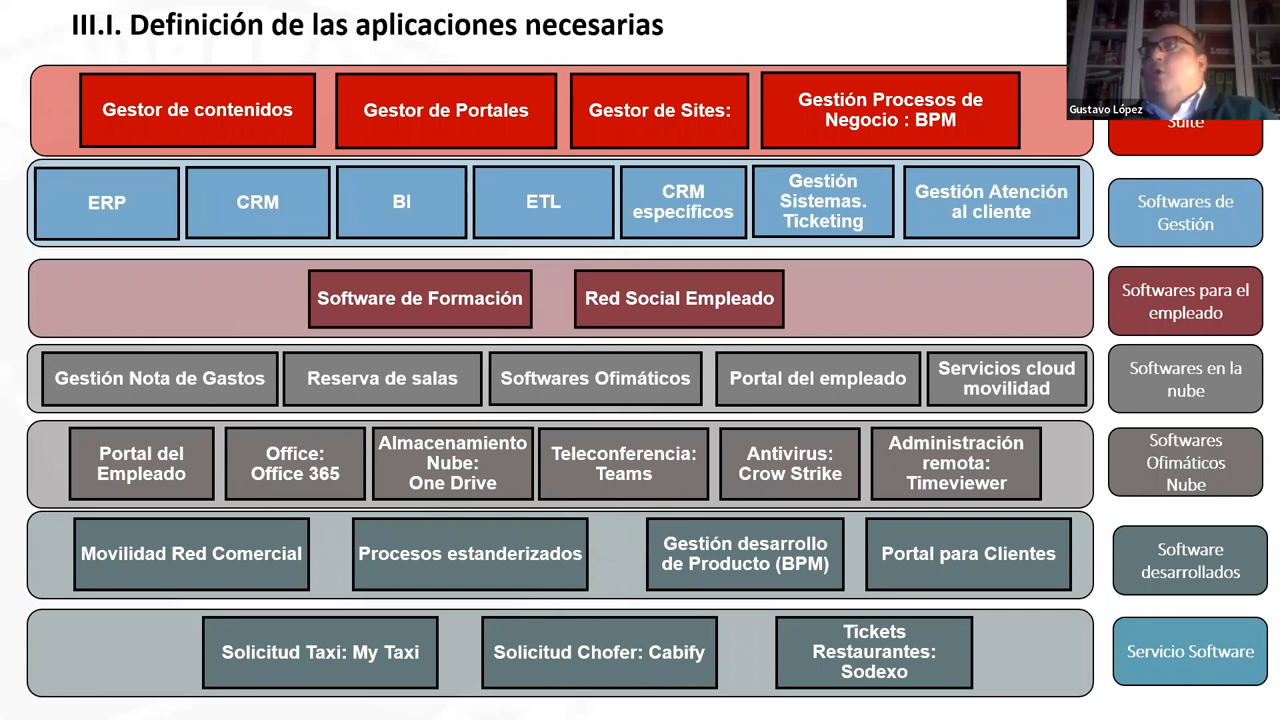 III.I. Definición de las aplicaciones necesarias
Gustavo López
Gestor de contenidos
Gestor de Portales
Gestor de Sites:
Gestión Procesos de
Negocio : BPM
Suite
ERP
CRM
BI
ETL
CRM
específicos
Gestión
Sistemas.
Ticketing
Gestión Atención
al cliente
Softwares de
Gestión
Software de Formación
Red Social Empleado
Softwares para el
empleado
Gestión Nota de Gastos
Reserva de salas
Softwares Ofimáticos
Portal del empleado
Servicios cloud
movilidad
Softwares en la
nube
Portal del
Empleado
Office:
Office 365
Almacenamiento
Nube:
One Drive
Teleconferencia:
Teams
Antivirus:
Crow Strike
Administración
remota:
Timeviewer
Softwares
Ofimáticos
Nube
Movilidad Red Comercial
Procesos estanderizados
Gestión desarrollo
de Producto (BPM)
Portal para Clientes
Software
desarrollados
Solicitud Taxi: My Taxi
Solicitud Chofer: Cabify
Tickets
Restaurantes:
Sodexo
Servicio Software